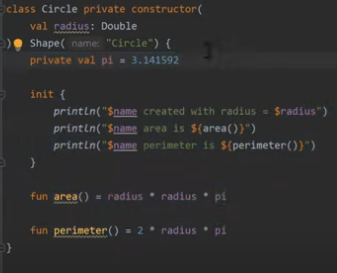 class Circle private constructor(
    val radius: Double
) Shape( name: "Circle") {
    private val pi = 3.141592

    init {
        println("$name created with radius = $radius")
        println("$name area is ${area()}")
        println("$name perimeter is ${perimeter()}")
    }

    fun area() = radius * radius * pi

    fun perimeter() = 2 * radius * pi
}